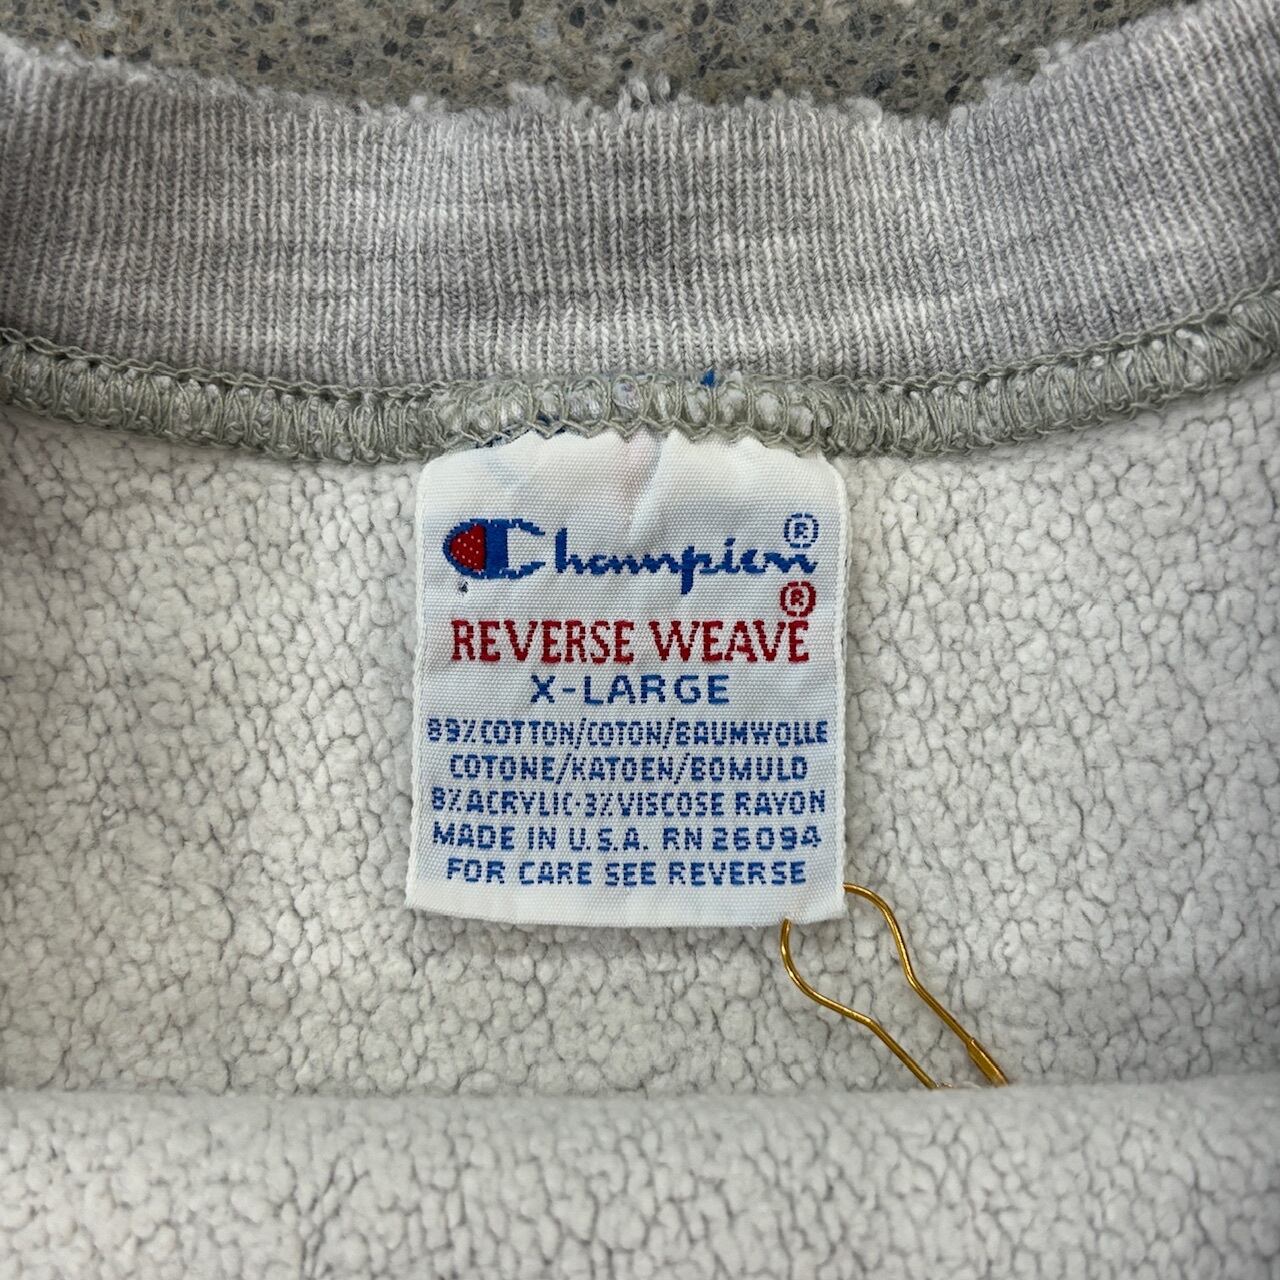 Champion®
REVERSE WEAVE®
X-LARGE
89% COTTON/COTON/BAUMWOLLE
COTONE/KATOEN/BOMULD
8% ACRYLIC·3% VISCOSE RAYON
MADE IN U.S.A. RN 26094
FOR CARE SEE REVERSE